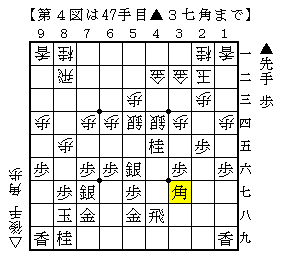 【第4図は47手目▲3七角まで】
9 8 7 6 5 4 3 2 1
香 桂 桂 香 一
飛 金 金 王 二
歩 歩 三
歩 歩 歩 銀 銀 歩 歩 四
歩 桂 歩 五
歩 歩 歩 銀 歩 歩 六
歩 銀 歩 角 七
玉 金 金 飛 八
香 桂 香 九
▲先手 歩
△後手 角歩